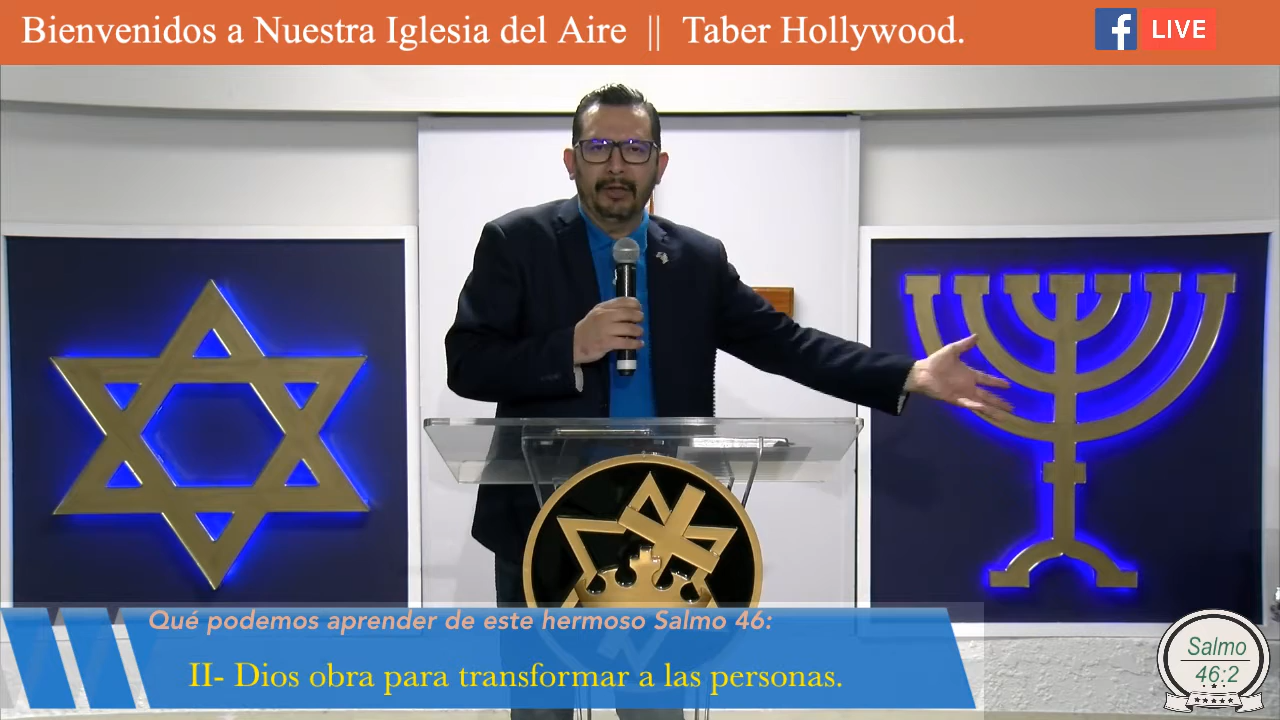 Bienvenidos a Nuestra Iglesia del Aire || Taber Hollywood.
f LIVE
Qué podemos aprender de este hermoso Salmo 46:
II- Dios obra para transformar a las personas.
Salmo
46:2